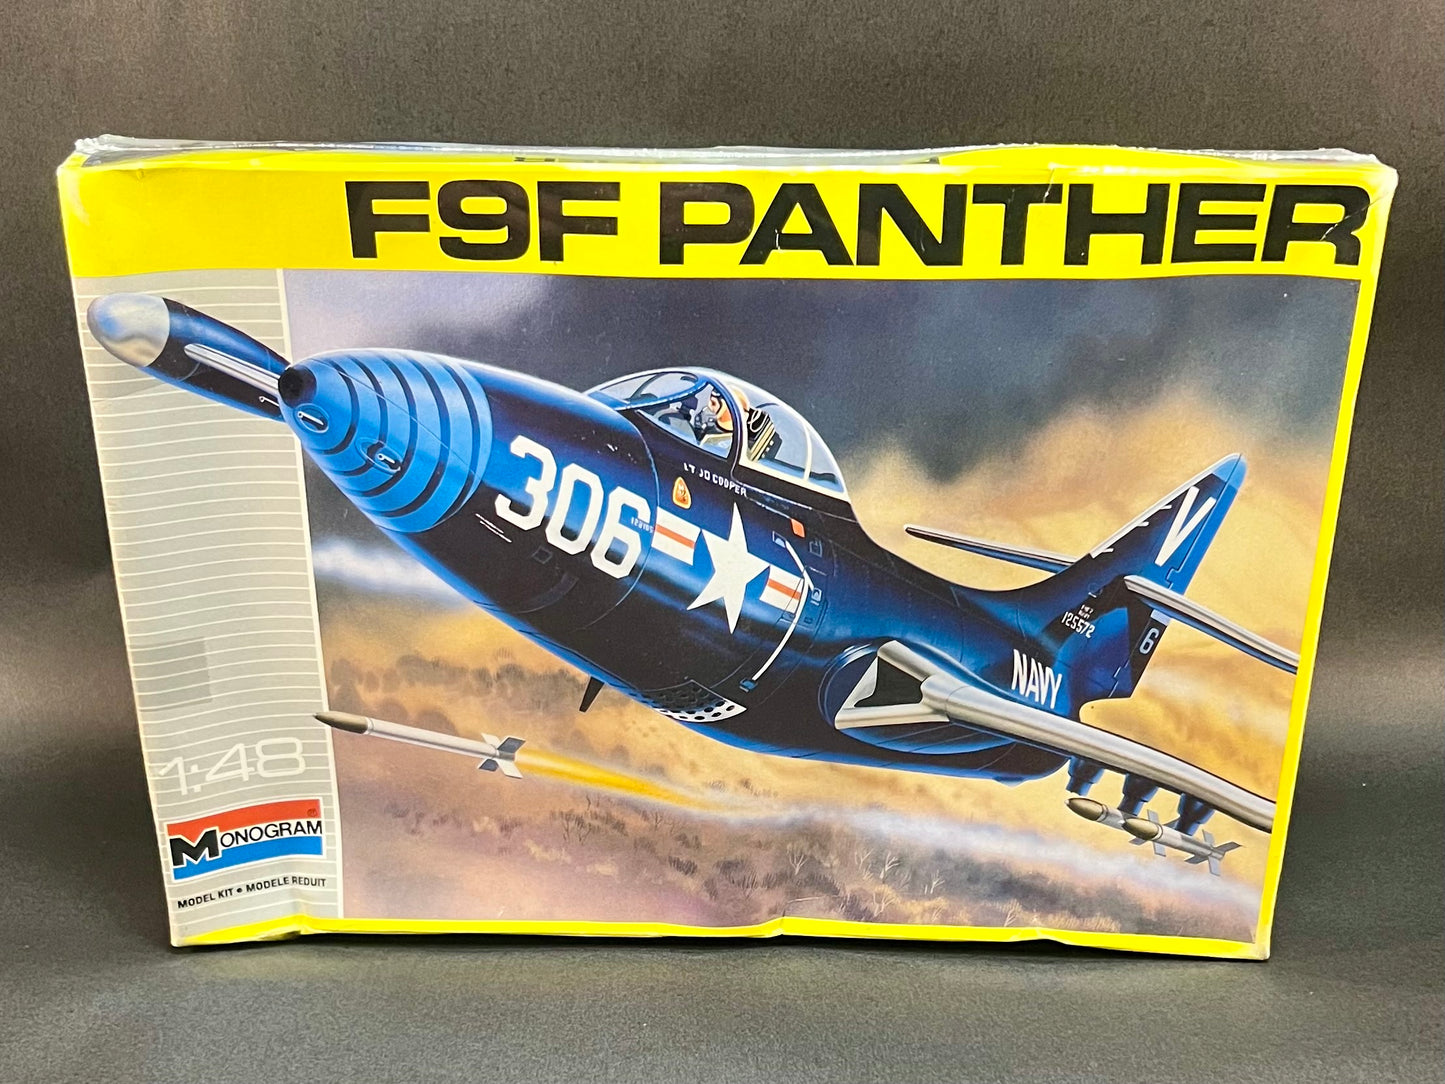 F9F PANTHER
LT JD COOPER
306
V
6
125572
NAVY
1:48
MONOGRAM®
MODEL KIT • MODELE REDUIT